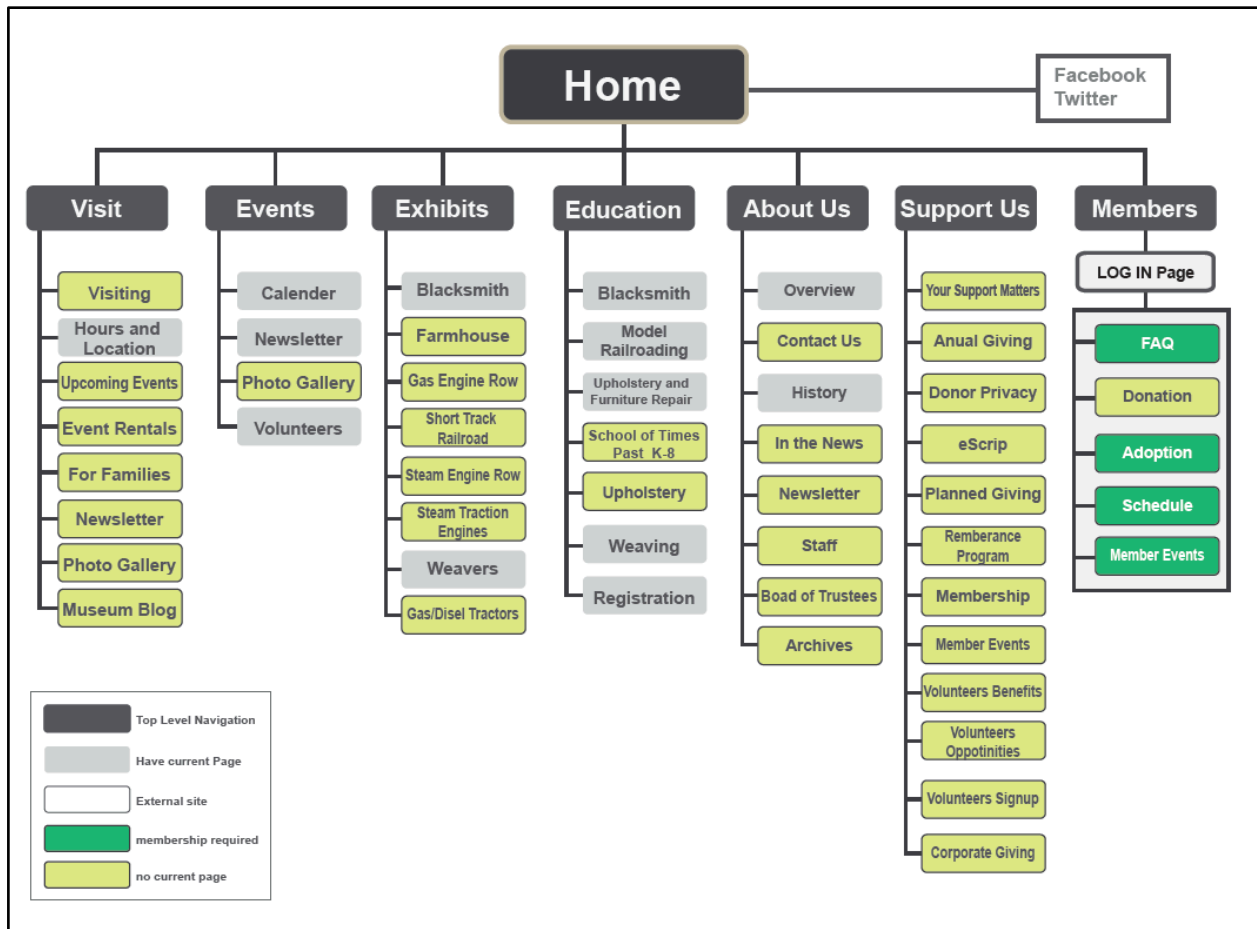 Home
Facebook
Twitter
Visit
Events
Exhibits
Education
About Us
Support Us
Members
Visiting
Hours and
Location
Upcoming Events
Event Rentals
For Families
Newsletter
Photo Gallery
Museum Blog
Calender
Newsletter
Photo Gallery
Volunteers
Blacksmith
Farmhouse
Gas Engine Row
Short Track
Railroad
Steam Engine Row
Steam Traction
Engines
Weavers
Gas/Disel Tractors
Blacksmith
Model
Railroading
Upholstery and
Furniture Repair
School of Times
Past K-8
Upholstery
Weaving
Registration
Overview
Contact Us
History
In the News
Newsletter
Staff
Boad of Trustees
Archives
Your Support Matters
Anual Giving
Donor Privacy
eScrip
Planned Giving
Remberance
Program
Membership
Member Events
Volunteers Benefits
Volunteers
Oppotinities
Volunteers Signup
Corporate Giving
LOG IN Page
FAQ
Donation
Adoption
Schedule
Member Events
Top Level Navigation
Have current Page
External site
membership required
no current page